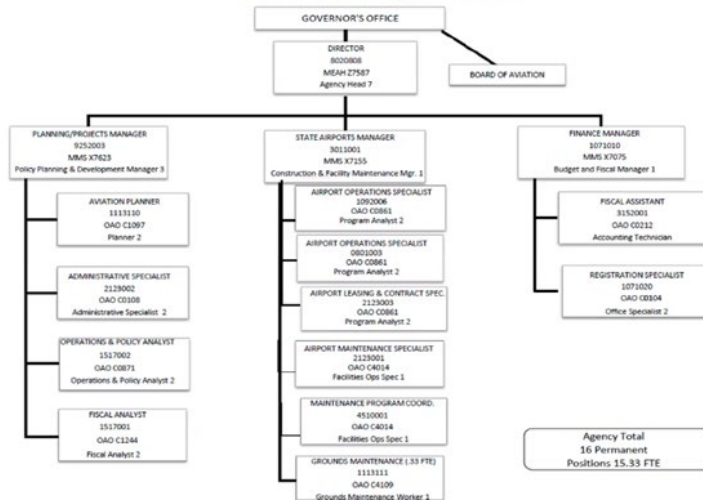 GOVERNOR'S OFFICE
DIRECTOR
8020808
MEAH Z7587
Agency Head 7
BOARD OF AVIATION
PLANNING/PROJECTS MANAGER
9252003
MMS X7623
Policy Planning & Development Manager 3
AVIATION PLANNER
1113110
OAO C1097
Planner 2
ADMINISTRATIVE SPECIALIST
2123002
OAO C0108
Administrative Specialist 2
OPERATIONS & POLICY ANALYST
1517002
OAO C0871
Operations & Policy Analyst 2
FISCAL ANALYST
1517001
OAO C1244
Fiscal Analyst 2
STATE AIRPORTS MANAGER
3011001
MMS X7155
Construction & Facility Maintenance Mgr. 1
AIRPORT OPERATIONS SPECIALIST
1092006
OAO C0861
Program Analyst 2
AIRPORT OPERATIONS SPECIALIST
0801003
OAO C0861
Program Analyst 2
AIRPORT LEASING & CONTRACT SPEC.
2123003
OAO C0861
Program Analyst 2
AIRPORT MAINTENANCE SPECIALIST
2123001
OAO C4014
Facilities Ops Spec 1
MAINTENANCE PROGRAM COORD.
4510001
OAO C4014
Facilities Ops Spec 1
GROUNDS MAINTENANCE (.33 FTE)
1113111
OAO C4109
Grounds Maintenance Worker 1
FINANCE MANAGER
1071010
MMS X7075
Budget and Fiscal Manager 1
FISCAL ASSISTANT
3152001
OAO C0212
Accounting Technician
REGISTRATION SPECIALIST
1071020
OAO C0104
Office Specialist 2
Agency Total
16 Permanent
Positions 15.33 FTE